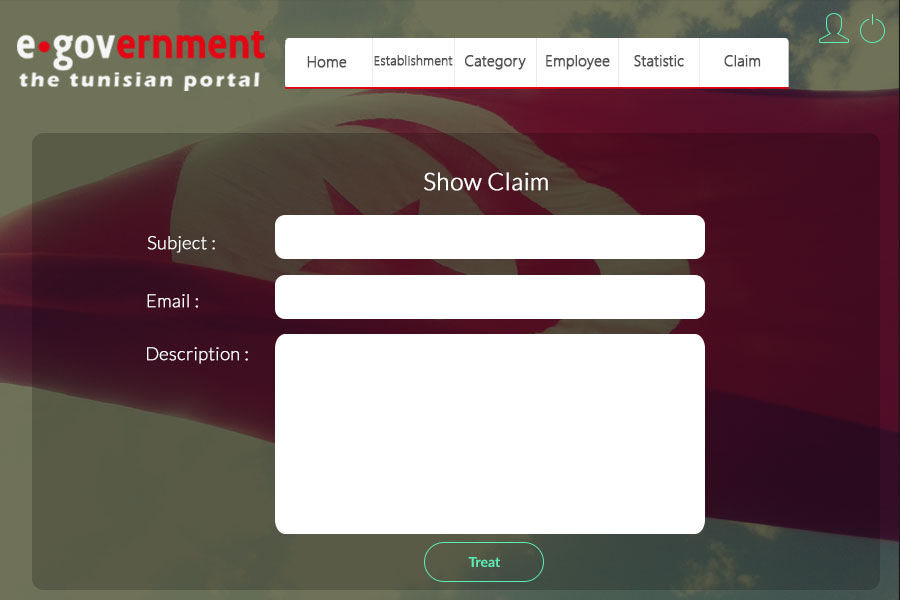 e•government
the tunisian portal
Home
Establishment
Category
Employee
Statistic
Claim
Show Claim
Subject :
Email :
Description :
Treat